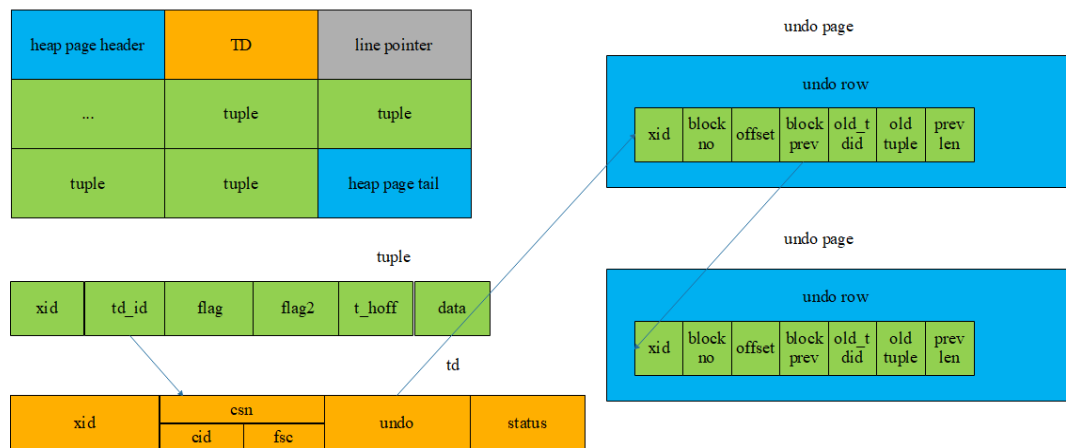 heap page header
TD
line pointer
...
tuple
tuple
tuple
tuple
heap page tail
tuple
xid
td_id
flag
flag2
t_hoff
data
td
xid
csn
cid
fsc
undo
status
undo page
undo row
xid
block
no
offset
block
prev
old_t
did
old
tuple
prev
len
undo page
undo row
xid
block
no
offset
block
prev
old_t
did
old
tuple
prev
len